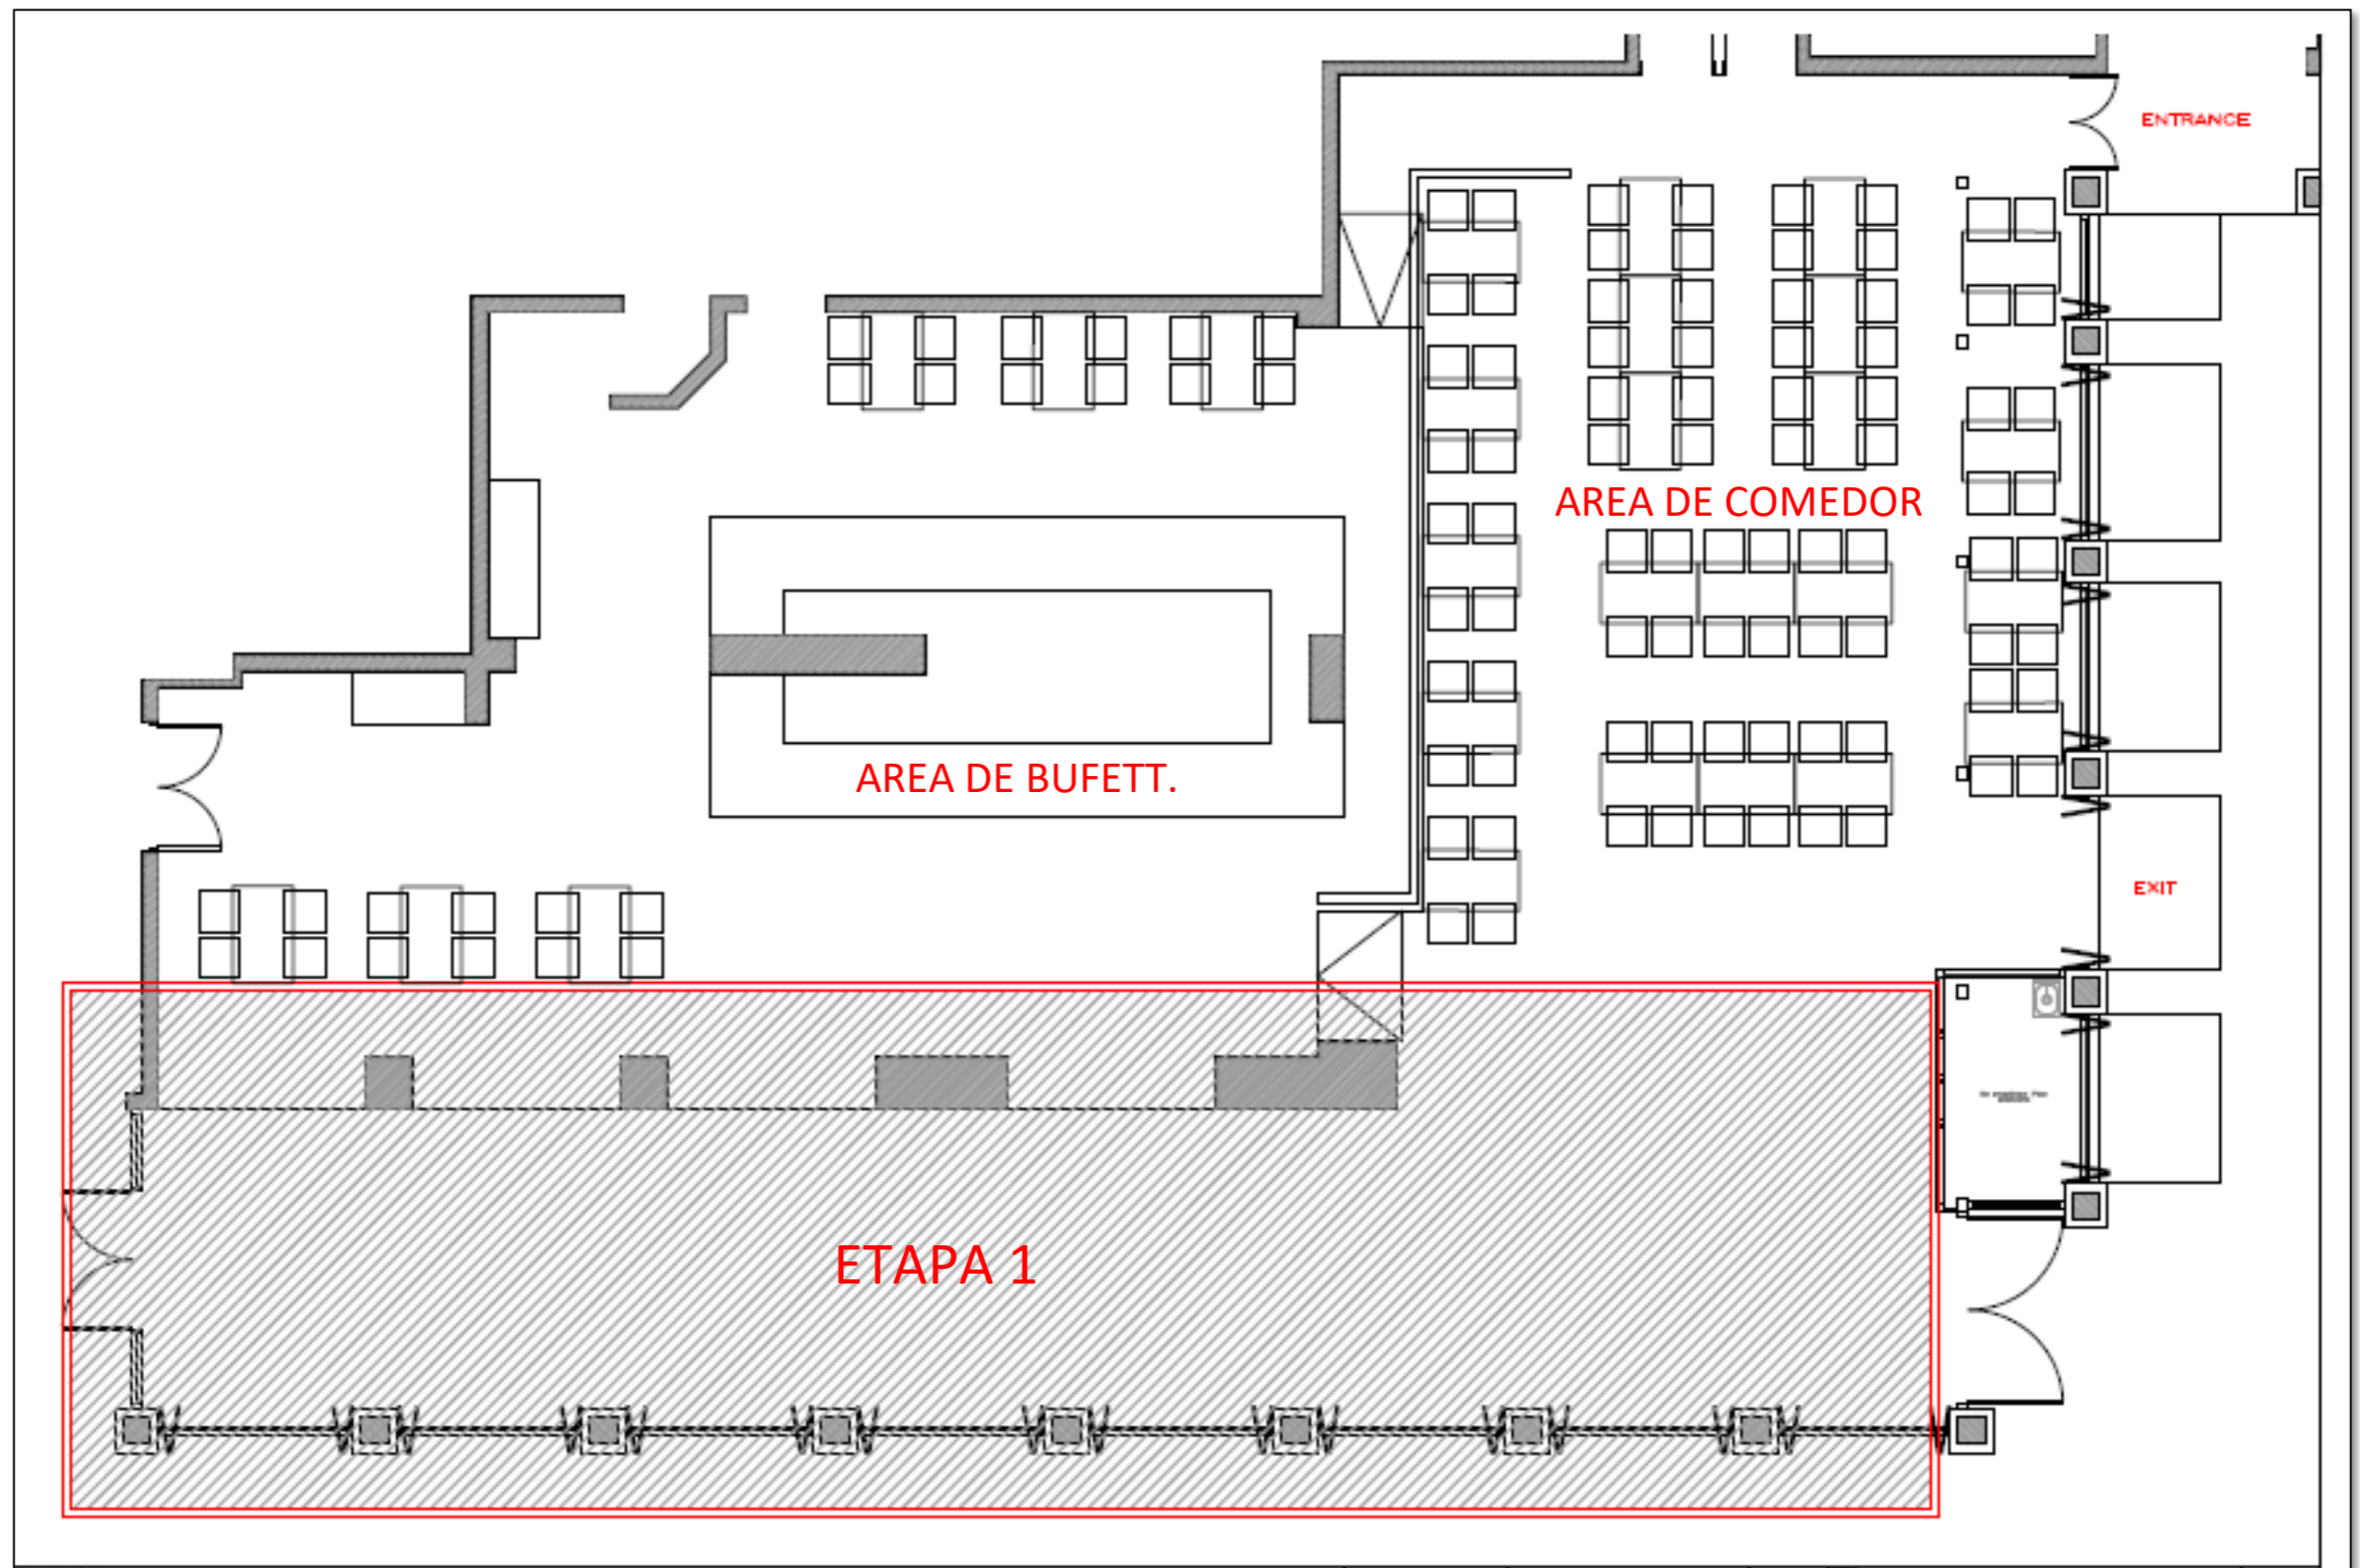 ENTRANCE
AREA DE COMEDOR
AREA DE BUFETT.
EXIT
ETAPA 1